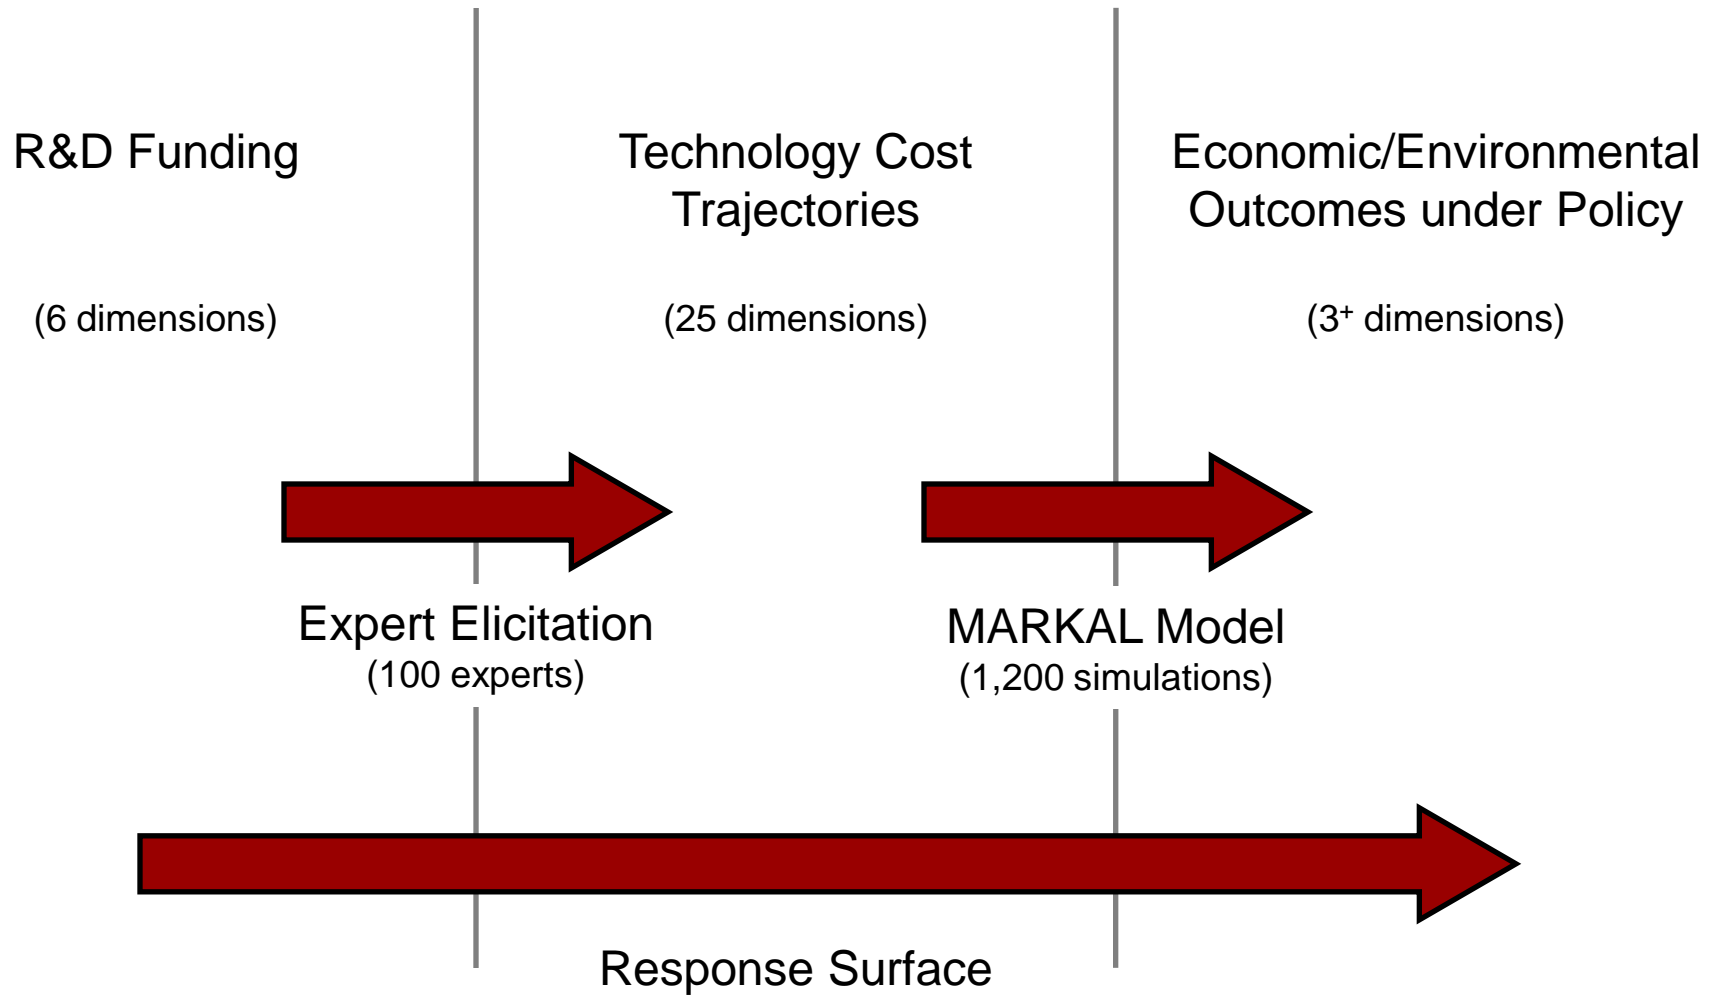 R&D Funding
(6 dimensions)
Technology Cost
Trajectories
(25 dimensions)
Economic/Environmental
Outcomes under Policy
(3⁺ dimensions)
Expert Elicitation
(100 experts)
MARKAL Model
(1,200 simulations)
Response Surface